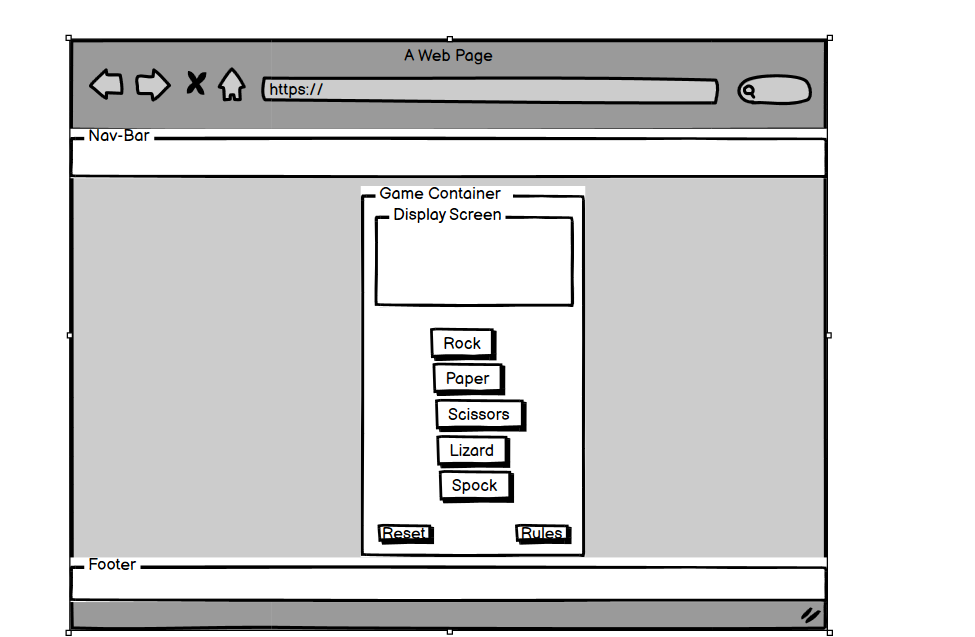 A Web Page
https://
Nav-Bar
Game Container
Display Screen
Rock
Paper
Scissors
Lizard
Spock
Reset Rules
Footer